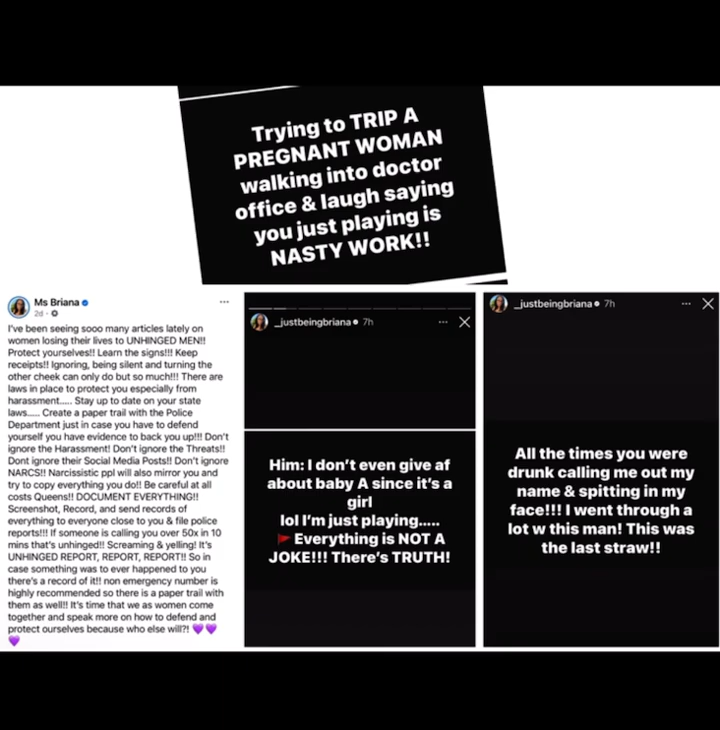 Trying to TRIP A
PREGNANT WOMAN
walking into doctor
office & laugh saying
you just playing is
NASTY WORK!!
Ms Briana
2d ·
I've been seeing sooo many articles lately on
women losing their lives to UNHINGED MEN!!
Protect yourselves!! Learn the signs!!! Keep
receipts!! Ignoring, being silent and turning the
other cheek can only do but so much!!! There are
laws in place to protect you especially from
harassment..... Stay up to date on your state
laws..... Create a paper trail with the Police
Department just in case you have to defend
yourself you have evidence to back you up!!! Don't
ignore the Harassment! Don't ignore the Threats!!
Dont ignore their Social Media Posts!! Don't ignore
NARCS!! Narcissistic ppl will also mirror you and
try to copy everything you do!! Be careful at all
costs Queens!! DOCUMENT EVERYTHING!!
Screenshot, Record, and send records of
everything to everyone close to you & file police
reports!!! If someone is calling you over 50x in 10
mins that's unhinged!! Screaming & yelling! It's
UNHINGED REPORT, REPORT, REPORT!! So in
case something was to ever happened to you
there's a record of it!! non emergency number is
highly recommended so there is a paper trail with
them as well!! It's time that we as women come
together and speak more on how to defend and
protect ourselves because who else will?! 💜💜
💜
_justbeingbriana 7h
Him: I don't even give af
about baby A since it's a
girl
lol I'm just playing.....
🚩Everything is NOT A
JOKE!!! There's TRUTH!
_justbeingbriana 7h
All the times you were
drunk calling me out my
name & spitting in my
face!!! I went through a
lot w this man! This was
the last straw!!